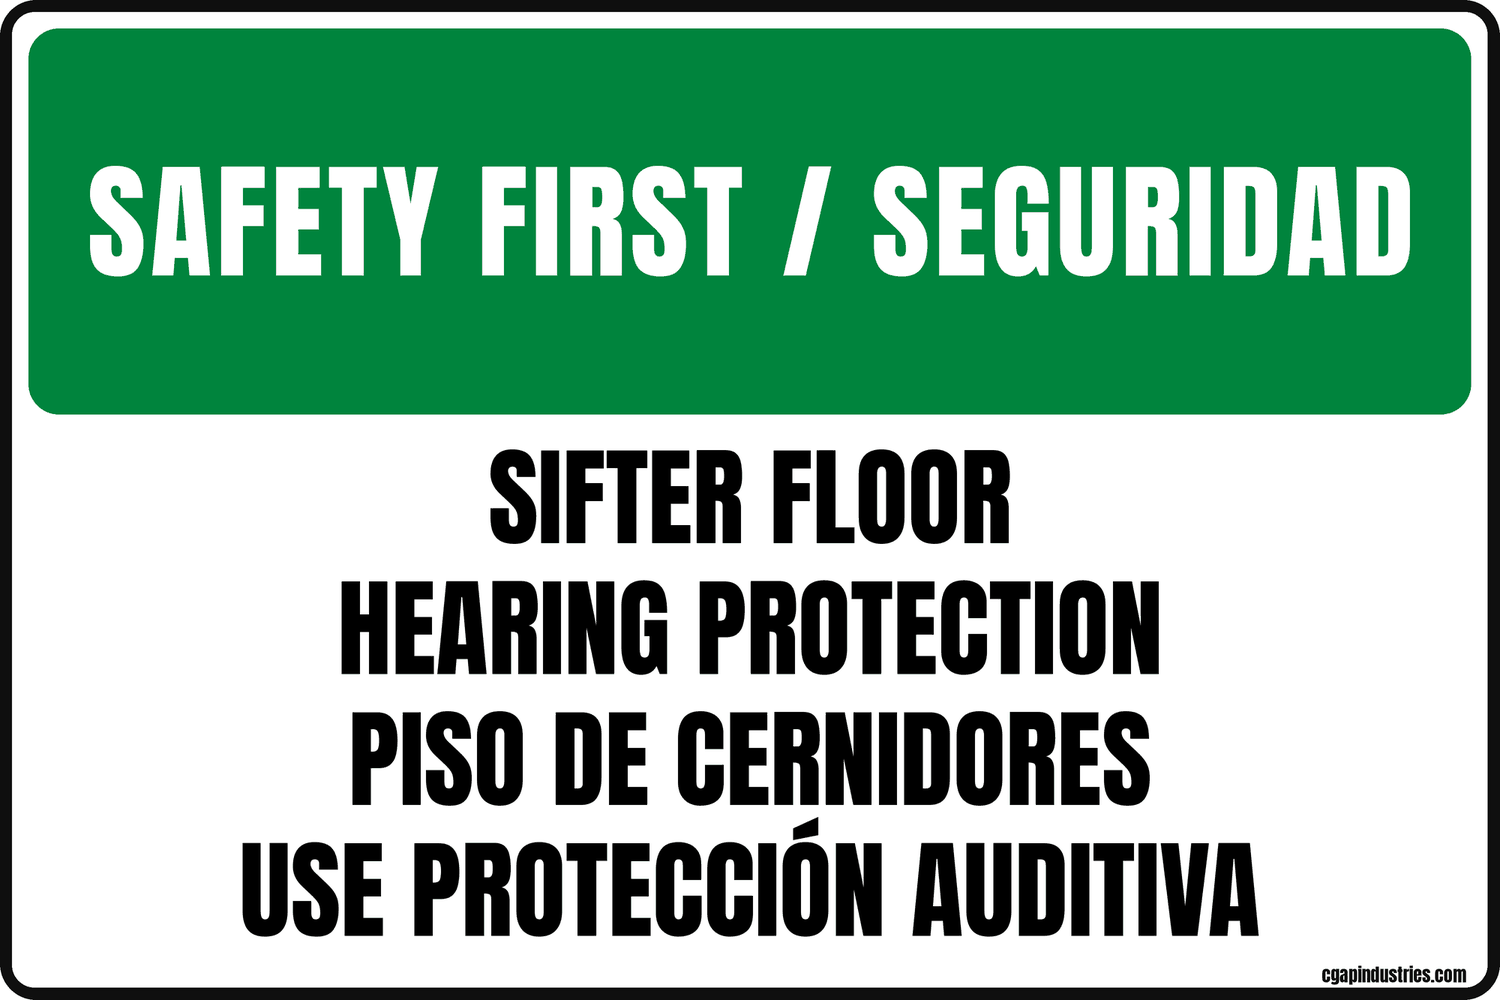 SAFETY FIRST / SEGURIDAD
SIFTER FLOOR
HEARING PROTECTION
PISO DE CERNIDORES
USE PROTECCIÓN AUDITIVA
cgapindustries.com